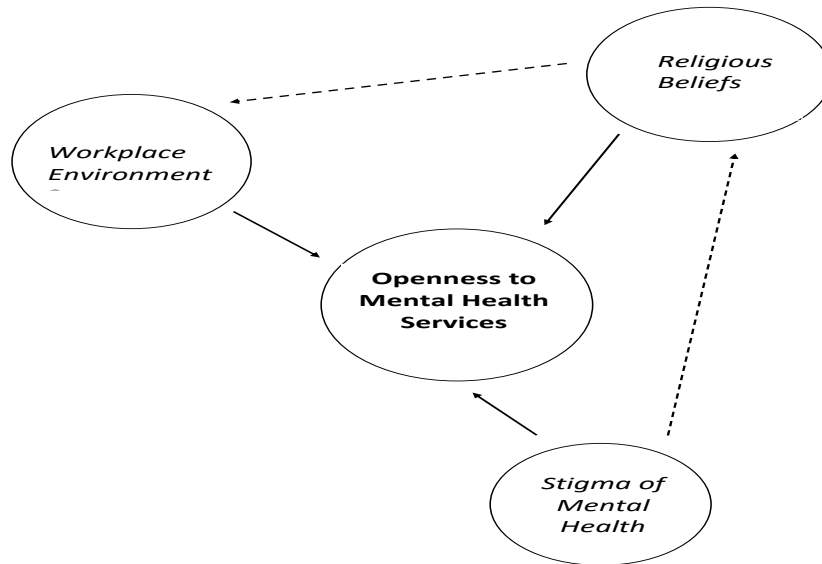 Religious
Beliefs
Workplace
Environment
Openness to
Mental Health
Services
Stigma of
Mental
Health